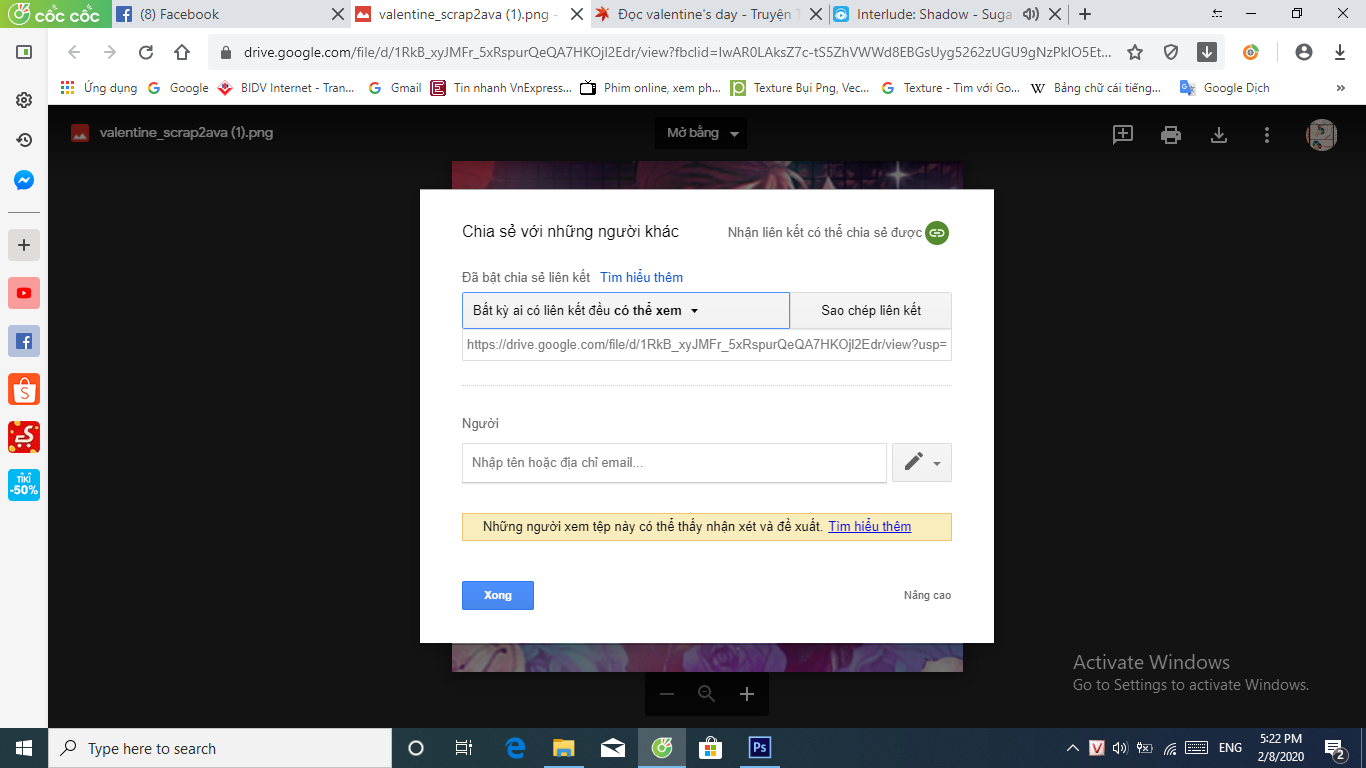 cốc cốc
(8) Facebook
valentine_scrap2ava (1).png -
Đọc valentine's day - Truyện T
Interlude: Shadow - Suga
drive.google.com/file/d/1RkB_xyJMFr_5xRspurQeQA7HKOjl2Edr/view?fbclid=IwAR0LAksZ7c-tS5ZhVWWd8EBGsUyg5262zUGU9gNzPklO5Et...
Ứng dụng
Google
BIDV Internet - Tran...
Gmail
Tin nhanh VnExpress...
Phim online, xem ph...
Texture Bụi Png, Vec...
Texture - Tìm với Go...
Bảng chữ cái tiếng...
Google Dịch
valentine_scrap2ava (1).png
Mở bằng
Chia sẻ với những người khác
Nhận liên kết có thể chia sẻ được
Đã bật chia sẻ liên kết Tìm hiểu thêm
Bất kỳ ai có liên kết đều có thể xem
Sao chép liên kết
https://drive.google.com/file/d/1RkB_xyJMFr_5xRspurQeQA7HKOjl2Edr/view?usp=
Người
Nhập tên hoặc địa chỉ email...
Những người xem tệp này có thể thấy nhận xét và đề xuất. Tìm hiểu thêm
Xong
Nâng cao
TIKI
-50%
Activate Windows
Go to Settings to activate Windows.
Type here to search
Ps
V
ENG
5:22 PM
2/8/2020
2